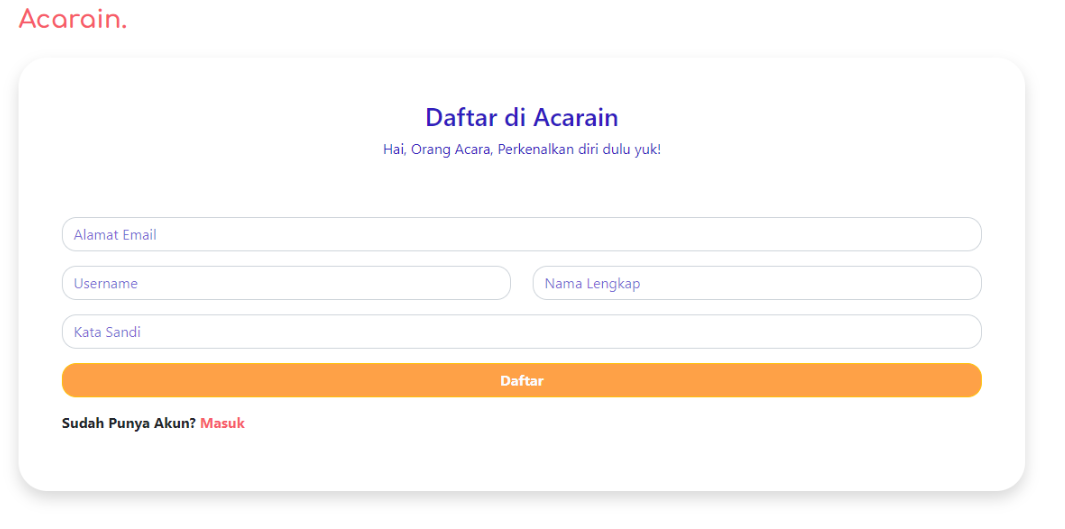 Acarain.
Daftar di Acarain
Hai, Orang Acara, Perkenalkan diri dulu yuk!
Alamat Email
Username
Nama Lengkap
Kata Sandi
Daftar
Sudah Punya Akun? Masuk